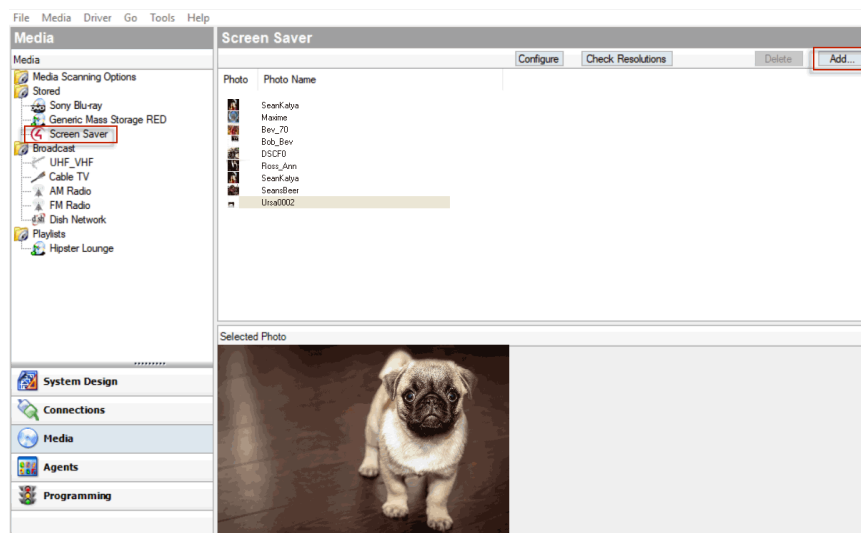 File Media Driver Go Tools Help
Media
Screen Saver
Media
Configure Check Resolutions Delete Add...
Media Scanning Options
Stored
Sony Blu-ray
Generic Mass Storage RED
Screen Saver
Broadcast
UHF_VHF
Cable TV
AM Radio
FM Radio
Dish Network
Playlists
Hipster Lounge
Photo Photo Name
SeanKatya
Maxime
Bev_70
Bob_Bev
DSCF0
Ross_Ann
SeanKatya
SeansBeer
Ursa0002
Selected Photo
System Design
Connections
Media
Agents
Programming